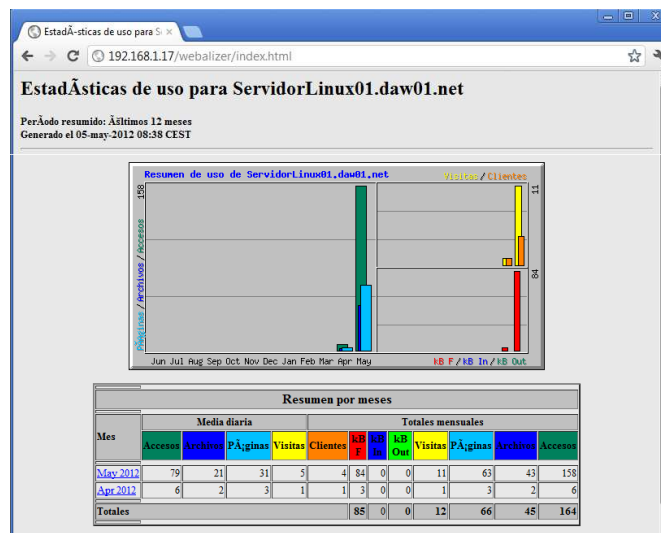 EstadÃ-sticas de uso para S
192.168.1.17/webalizer/index.html
EstadÃsticas de uso para ServidorLinux01.daw01.net
PerÃodo resumido: Ãšltimos 12 meses
Generado el 05-may-2012 08:38 CEST
Resumen de uso de ServidorLinux01.daw01.net
Visitas / Clientes
158
11
84
PÃ¡ginas / Archivos / Accesos
Jun Jul Aug Sep Oct Nov Dec Jan Feb Mar Apr May
kB F / kB In / kB Out
Resumen por meses
Mes Media diaria Totales mensuales
Accesos Archivos PÃ¡ginas Visitas Clientes kB F kB In kB Out Visitas PÃ¡ginas Archivos Accesos
May 2012 79 21 31 5 4 84 0 0 11 63 43 158
Apr 2012 6 2 3 1 1 3 0 0 1 3 2 6
Totales 85 0 0 12 66 45 164